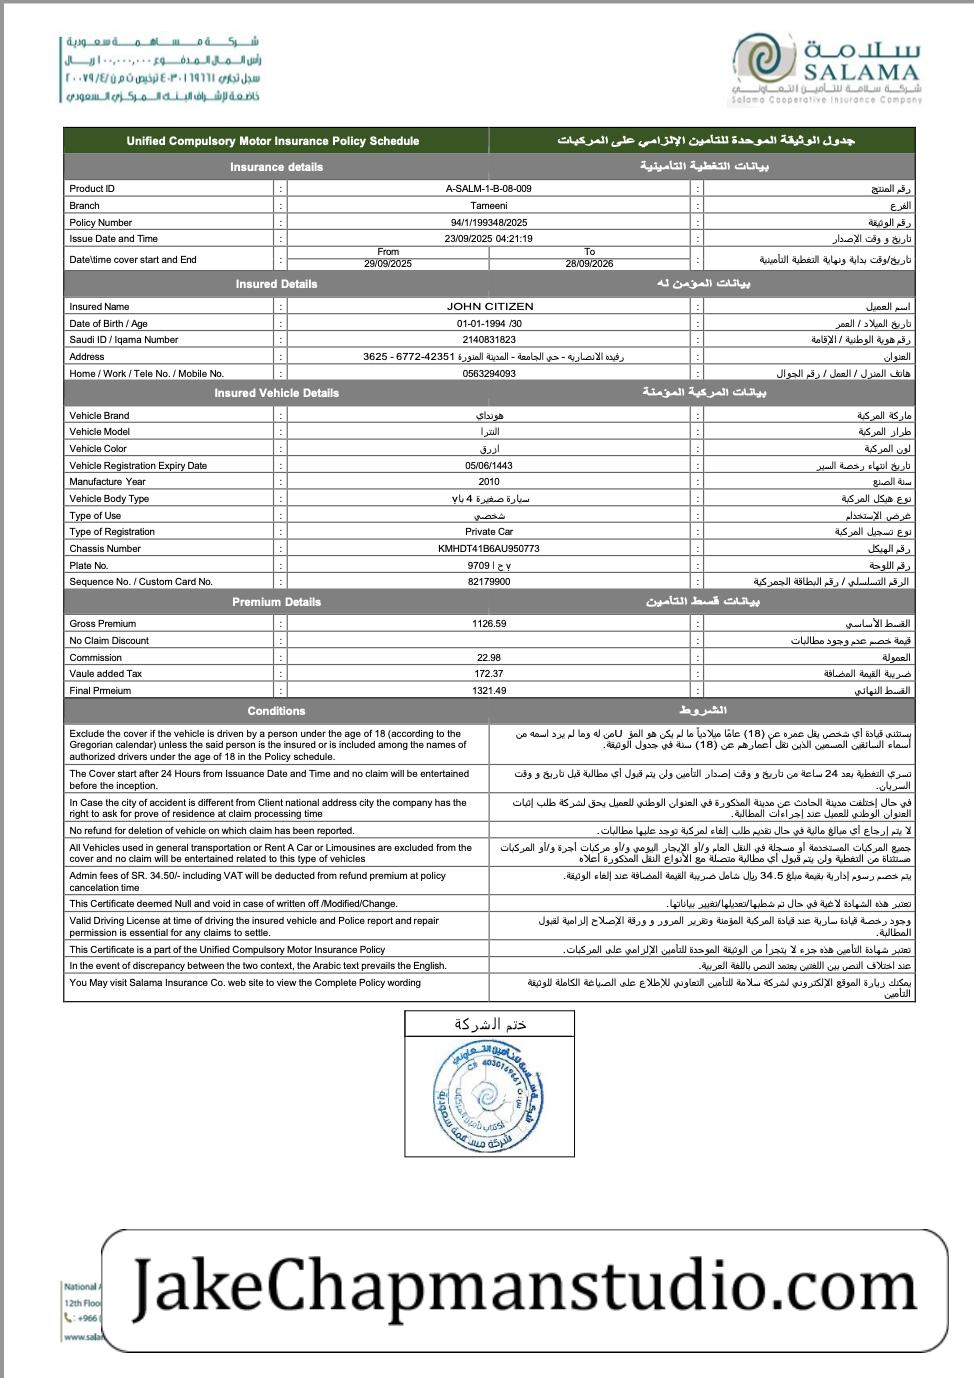 شركة مساهمة سعودية
رأس المال المدفوع ١٠٠,٠٠٠,٠٠٠ ريال
سجل تجاري ٤٠٣٠١٦٩٦٦١ ترخيص ت م ن /٤/ ٢٠٠٧٩
خاضعة لإشراف البنك المركزي السعودي
سلامة
SALAMA
شركة سلامة للتأمين التعاوني
Salama Cooperative Insurance Company
Unified Compulsory Motor Insurance Policy Schedule جدول الوثيقة الموحدة للتأمين الإلزامي على المركبات
Insurance details بيانات التغطية التأمينية
Product ID : A-SALM-1-B-08-009 : رقم المنتج
Branch : Tameeni : الفرع
Policy Number : 94/1/199348/2025 : رقم الوثيقة
Issue Date and Time : 23/09/2025 04:21:19 : تاريخ و وقت الإصدار
From To
Date\time cover start and End : 29/09/2025 28/09/2026 : تاريخ/وقت بداية ونهاية التغطية التأمينية
Insured Details بيانات المؤمن له
Insured Name : JOHN CITIZEN : اسم العميل
Date of Birth / Age : 01-01-1994 /30 : تاريخ الميلاد / العمر
Saudi ID / Iqama Number : 2140831823 : رقم هوية الوطنية / الإقامة
Address : رفيده الانصاريه - حي الجامعة - المدينة المنورة 42351-6772 - 3625 : العنوان
Home / Work / Tele No. / Mobile No. : 0563294093 : هاتف المنزل / العمل / رقم الجوال
Insured Vehicle Details بيانات المركبة المؤمنة
Vehicle Brand : هونداي : ماركة المركبة
Vehicle Model : النترا : طراز المركبة
Vehicle Color : ازرق : لون المركبة
Vehicle Registration Expiry Date : 05/06/1443 : تاريخ انتهاء رخصة السير
Manufacture Year : 2010 : سنة الصنع
Vehicle Body Type : سيارة صغيرة 4 باب : نوع هيكل المركبة
Type of Use : شخصي : غرض الإستخدام
Type of Registration : Private Car : نوع تسجيل المركبة
Chassis Number : KMHDT41B6AU950773 : رقم الهيكل
Plate No. : 9709 ا ح : رقم اللوحة
Sequence No. / Custom Card No. : 82179900 : الرقم التسلسلي / رقم البطاقة الجمركية
Premium Details بيانات قسط التأمين
Gross Premium : 1126.59 : القسط الأساسي
No Claim Discount : : قيمة خصم عدم وجود مطالبات
Commission : 22.98 : العمولة
Vaule added Tax : 172.37 : ضريبة القيمة المضافة
Final Prmeium : 1321.49 : القسط النهائي
Conditions الشروط
Exclude the cover if the vehicle is driven by a person under the age of 18 (according to the
Gregorian calendar) unless the said person is the insured or is included among the names of
authorized drivers under the age of 18 in the Policy schedule.
يستثنى قيادة أي شخص يقل عمره عن (18) عامًا ميلادياً ما لم يكن هو المؤمن له وما لم يرد اسمه من
أسماء السائقين المسمين الذين تقل أعمارهم عن (18) سنة في جدول الوثيقة.
The Cover start after 24 Hours from Issuance Date and Time and no claim will be entertained
before the inception.
تسري التغطية بعد 24 ساعة من تاريخ و وقت إصدار التأمين ولن يتم قبول أي مطالبة قبل تاريخ و وقت
السريان.
In Case the city of accident is different from Client national address city the company has the
right to ask for prove of residence at claim processing time
في حال إختلفت مدينة الحادث عن مدينة المذكورة في العنوان الوطني للعميل يحق لشركة طلب إثبات
العنوان الوطني للعميل عند إجراءات المطالبة.
No refund for deletion of vehicle on which claim has been reported.
لا يتم إرجاع أي مبالغ مالية في حال تقديم طلب إلغاء لمركبة توجد عليها مطالبات.
All Vehicles used in general transportation or Rent A Car or Limousines are excluded from the
cover and no claim will be entertained related to this type of vehicles
جميع المركبات المستخدمة أو مسجلة في النقل العام و/أو الإيجار اليومي و/أو مركبات أجرة و/أو المركبات
مستثناة من التغطية ولن يتم قبول أي مطالبة متصلة مع الأنواع النقل المذكورة أعلاه
Admin fees of SR. 34.50/- including VAT will be deducted from refund premium at policy
cancelation time
يتم خصم رسوم إدارية بقيمة مبلغ 34.5 ريال شامل ضريبة القيمة المضافة عند إلغاء الوثيقة.
This Certificate deemed Null and void in case of written off /Modified/Change.
تعتبر هذه الشهادة لاغية في حال تم شطبها/تعديلها/تغيير بياناتها.
Valid Driving License at time of driving the insured vehicle and Police report and repair
permission is essential for any claims to settle.
وجود رخصة قيادة سارية عند قيادة المركبة المؤمنة وتقرير المرور و ورقة الإصلاح إلزامية لقبول
المطالبة.
This Certificate is a part of the Unified Compulsory Motor Insurance Policy
تعتبر شهادة التأمين هذه جزء لا يتجزأ من الوثيقة الموحدة للتأمين الإلزامي على المركبات.
In the event of discrepancy between the two context, the Arabic text prevails the English.
عند اختلاف النص بين اللغتين يعتمد النص باللغة العربية.
You May visit Salama Insurance Co. web site to view the Complete Policy wording
يمكنك زيارة الموقع الإلكتروني لشركة سلامة للتأمين التعاوني للإطلاع على الصياغة الكاملة للوثيقة
التأمين
ختم الشركة
C.R 4030169661
شركة مساهمة سعودية
National
12th Floo
: +966
www.sala
JakeChapmanstudio.com